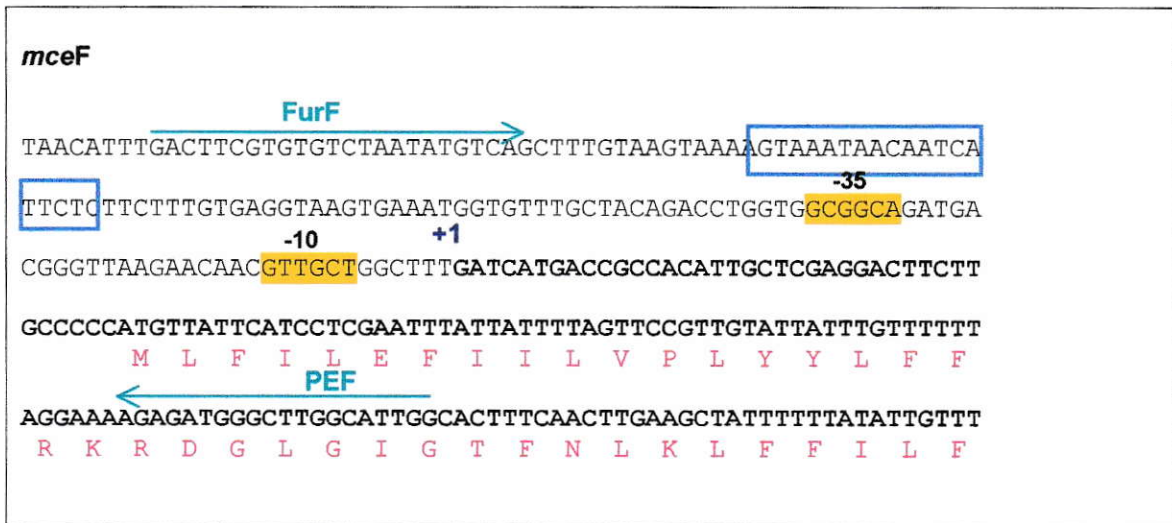 mceF
FurF
TAACATTTGACTTCGTGTGTCTAATATGTCAGCTTTGTAAGTAAAAGTAAATAACAATCA
-35
TTCTCTTCTTTGTGAGGTAAGTGAAATGGTGTTTGCTACAGACCTGGTGGCGGCAGATGA
-10 +1
CGGGTTAAGAACAACGTTGCTGGCTTTGATCATGACCGCCACATTGCTCGAGGACTTCTT
GCCCCCATGTTATTCATCCTCGAATTTATTATTTTAGTTCCGTTGTATTATTTGTTTTTT
M L F I L E F I I L V P L Y Y L F F
PEF
AGGAAAAGAGATGGGCTTGGCATTGGCACTTTCAACTTGAAGCTATTTTTTATATTGTTT
R K R D G L G I G T F N L K L F F I L F